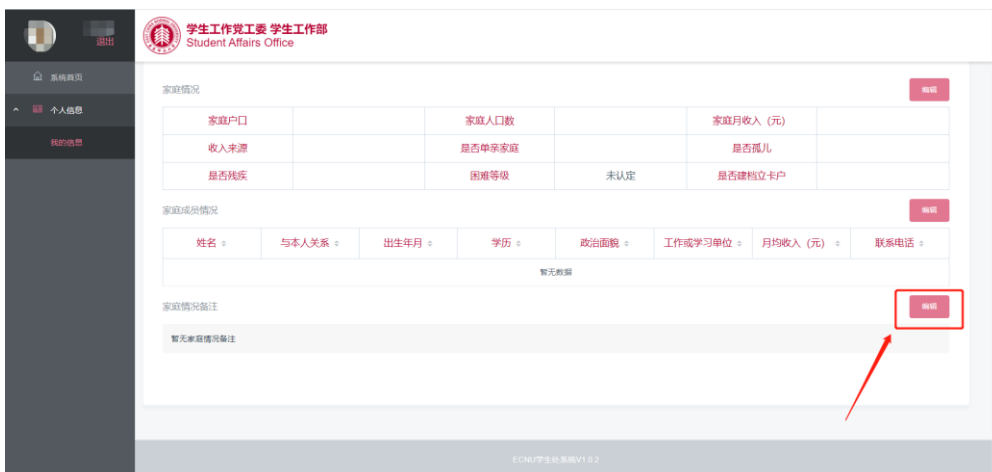 退出
学生工作党工委 学生工作部
Student Affairs Office
系统首页
个人信息
我的信息
家庭情况 编辑
家庭户口 家庭人口数 家庭月收入（元）
收入来源 是否单亲家庭 是否孤儿
是否残疾 困难等级 未认定 是否建档立卡户
家庭成员情况 编辑
姓名 与本人关系 出生年月 学历 政治面貌 工作或学习单位 月均收入（元） 联系电话
暂无数据
家庭情况备注 编辑
暂无家庭情况备注
ECNU学生处系统V1.0.2